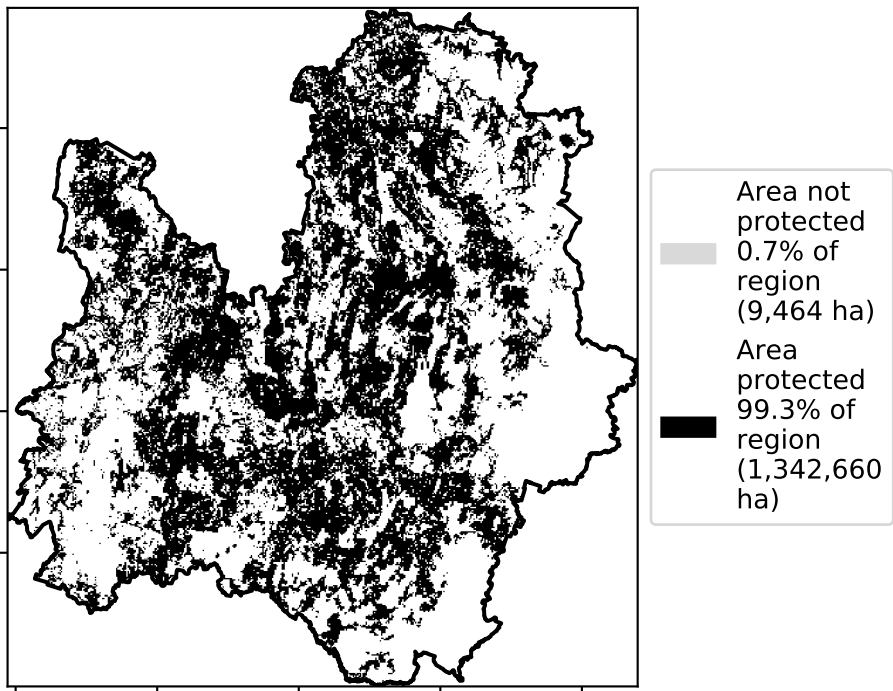 Area not
protected
0.7% of
region
(9,464 ha)
Area
protected
99.3% of
region
(1,342,660
ha)